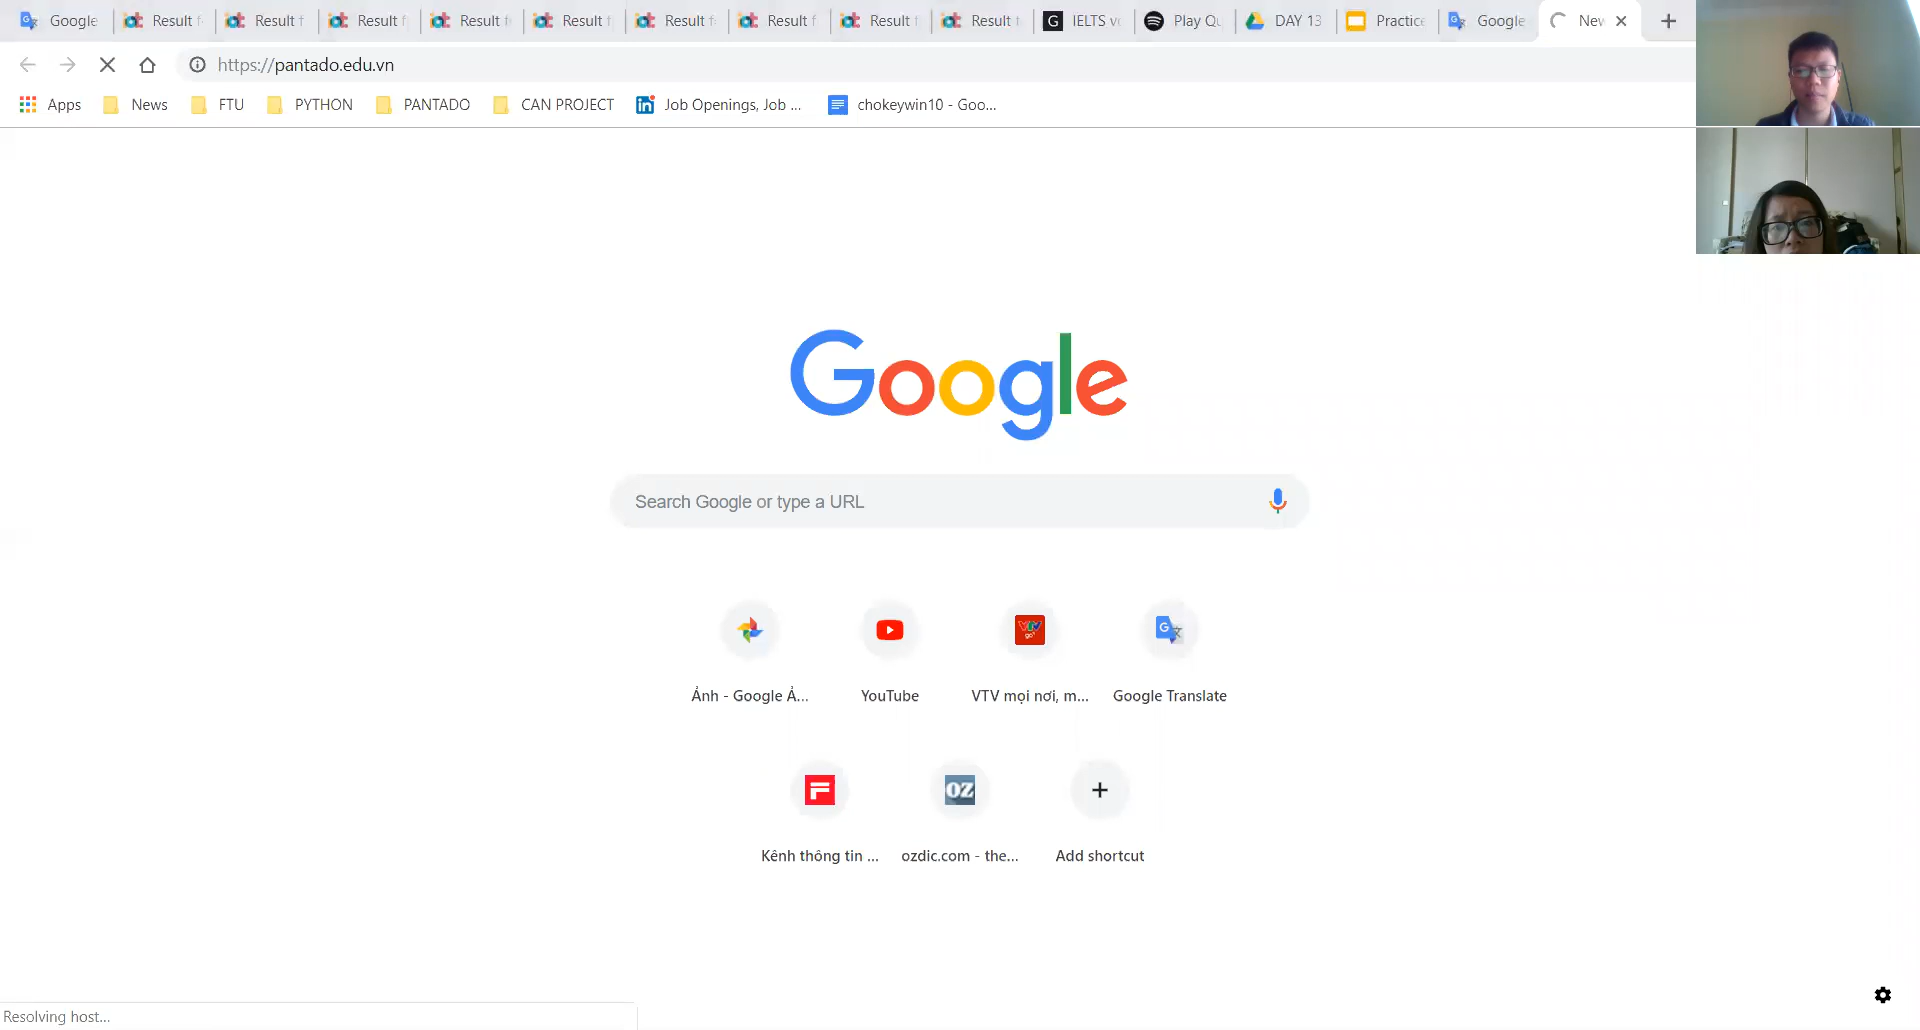 Google Result f Result f Result f Result f Result f Result f Result f Result f Result f IELTS v Play Qu DAY 13 Practice Google New
https://pantado.edu.vn
Apps News FTU PYTHON PANTADO CAN PROJECT Job Openings, Job ... chokeywin10 - Goo...
Google
Search Google or type a URL
Ảnh - Google Ả... YouTube VTV mọi nơi, m... Google Translate
Kênh thông tin ... ozdic.com - the... Add shortcut
Resolving host...